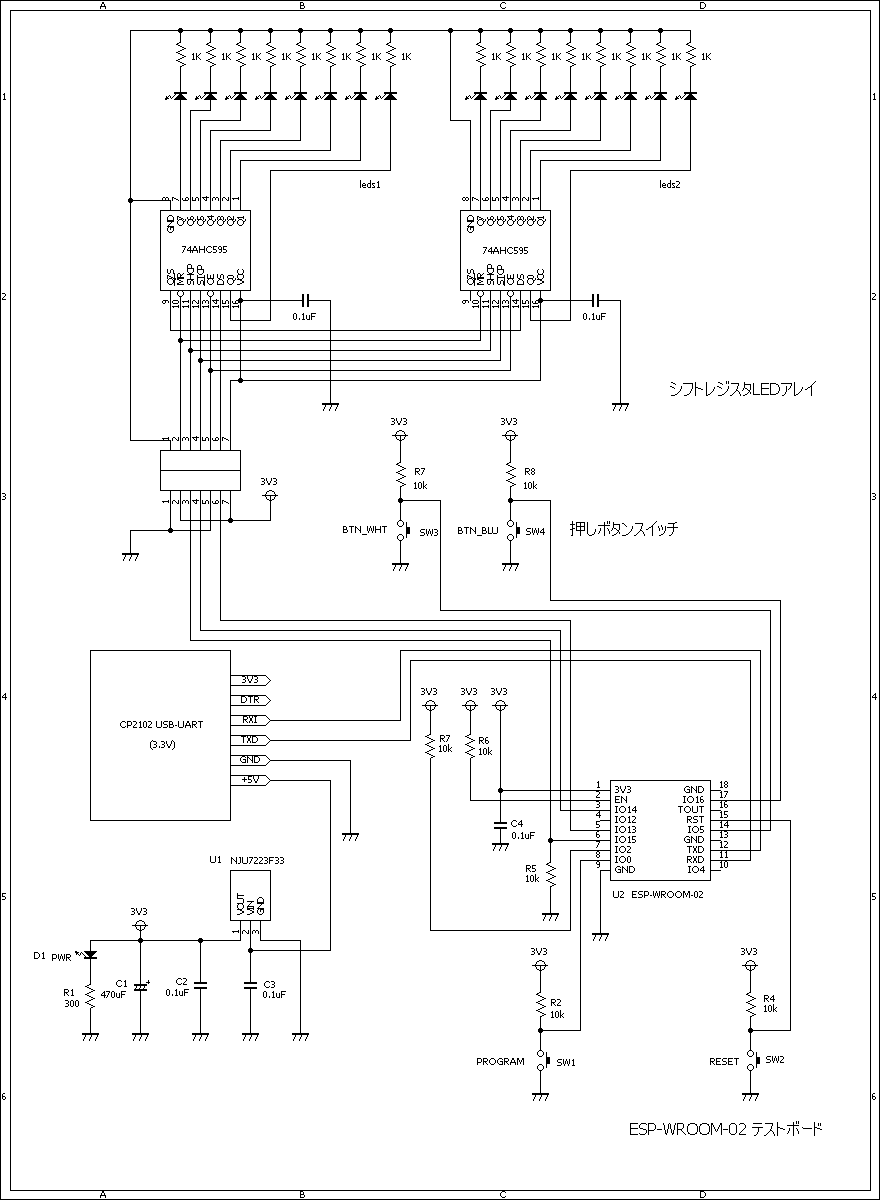 A B C D
1K 1K 1K 1K 1K 1K 1K 1K 1K 1K 1K 1K 1K 1K 1K 1K
1 1
leds1 leds2
8 7 6 5 4 3 2 1 8 7 6 5 4 3 2 1
GND Q7 Q6 Q5 Q4 Q3 Q2 Q1 GND Q7 Q6 Q5 Q4 Q3 Q2 Q1
74AHC595 74AHC595
Q7S MR SHCP STCP OE DS Q0 VCC Q7S MR SHCP STCP OE DS Q0 VCC
9 10 11 12 13 14 15 16 9 10 11 12 13 14 15 16
2 2
0.1uF 0.1uF
シフトレジスタLEDアレイ
3V3 3V3
1 2 3 4 5 6 7
R7 R8
10k 10k
3V3
3 3
1 2 3 4 5 6 7
BTN_WHT SW3 BTN_BLU SW4 押しボタンスイッチ
3V3
DTR
RXI
TXD
GND
+5V
CP2102 USB-UART
(3.3V)
4 4
3V3 3V3 3V3
R7 R6
10k 10k
C4
0.1uF
1 3V3 GND 18
2 EN IO16 17
3 IO14 TOUT 16
4 IO12 RST 15
5 IO13 IO5 14
6 IO15 GND 13
7 IO2 TXD 12
8 IO0 RXD 11
9 GND IO4 10
R5
10k
U2 ESP-WROOM-02
U1 NJU7223F33
VOUT VIN GND
1 2 3
5 5
3V3
D1 PWR
R1
300
C1
470uF
+
C2
0.1uF
C3
0.1uF
3V3 3V3
R2 R4
10k 10k
PROGRAM SW1 RESET SW2
6 6
ESP-WROOM-02 テストボード
A B C D